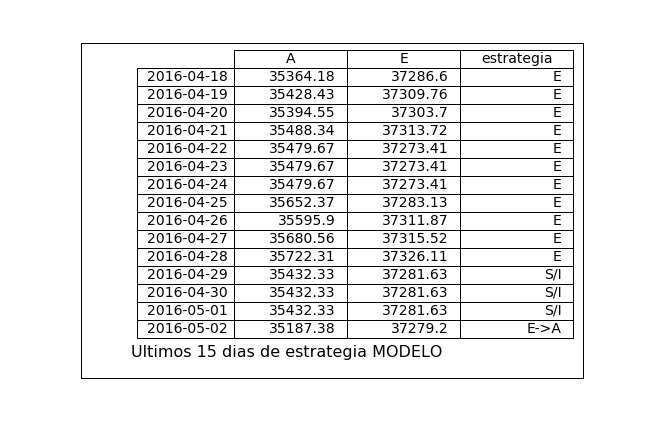 A E estrategia
2016-04-18 35364.18 37286.6 E
2016-04-19 35428.43 37309.76 E
2016-04-20 35394.55 37303.7 E
2016-04-21 35488.34 37313.72 E
2016-04-22 35479.67 37273.41 E
2016-04-23 35479.67 37273.41 E
2016-04-24 35479.67 37273.41 E
2016-04-25 35652.37 37283.13 E
2016-04-26 35595.9 37311.87 E
2016-04-27 35680.56 37315.52 E
2016-04-28 35722.31 37326.11 E
2016-04-29 35432.33 37281.63 S/I
2016-04-30 35432.33 37281.63 S/I
2016-05-01 35432.33 37281.63 S/I
2016-05-02 35187.38 37279.2 E->A
Ultimos 15 dias de estrategia MODELO